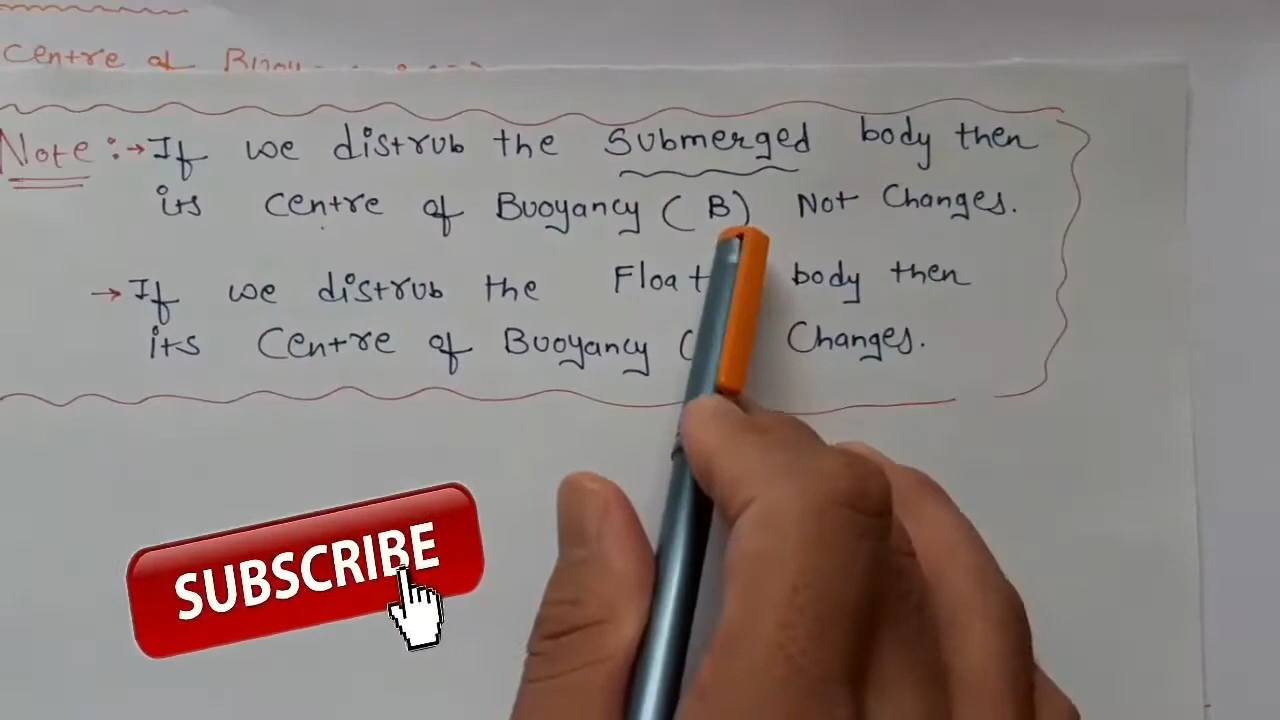 Centre of
Note :→ If we distrub the Submerged body then
its Centre of Buoyancy ( B ) Not Changes.
→ If we distrub the Float body then
its Centre of Buoyancy ( Changes.
SUBSCRIBE